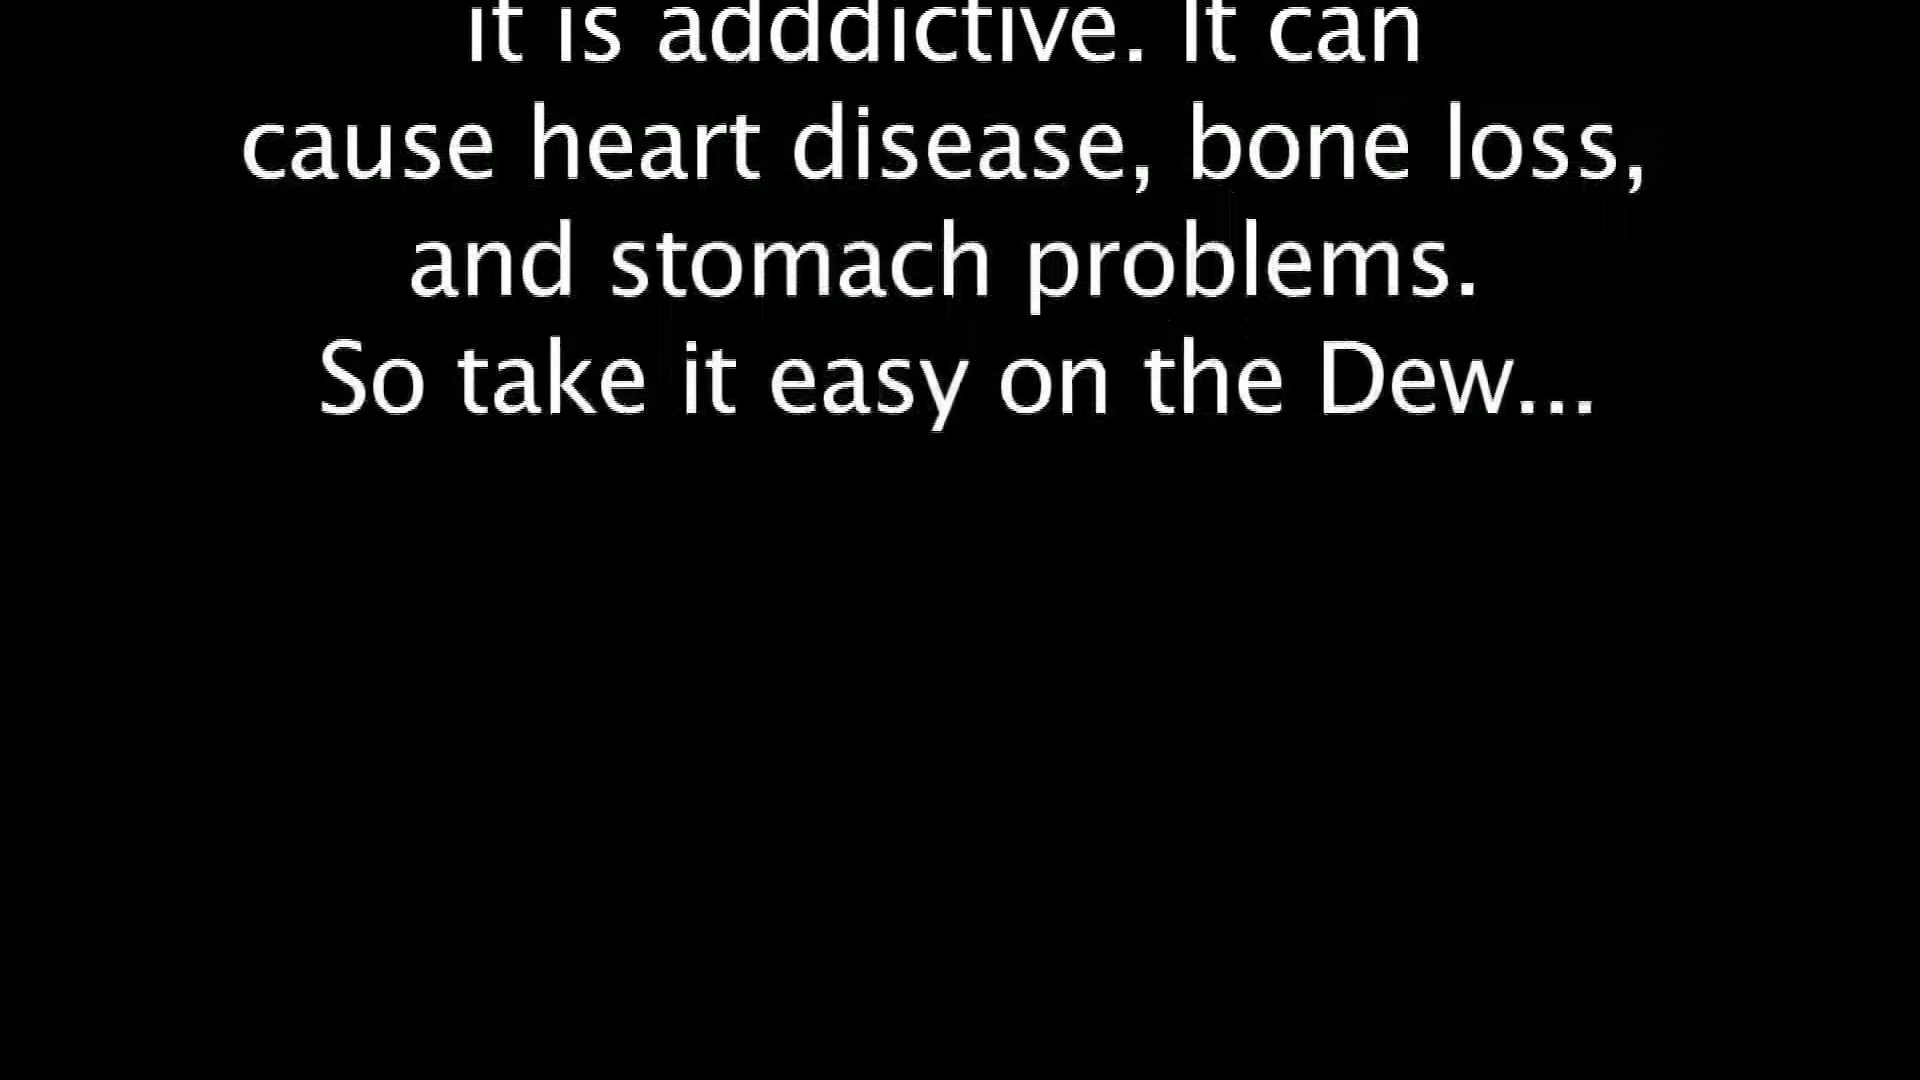 it is adddictive. It can
cause heart disease, bone loss,
and stomach problems.
So take it easy on the Dew...